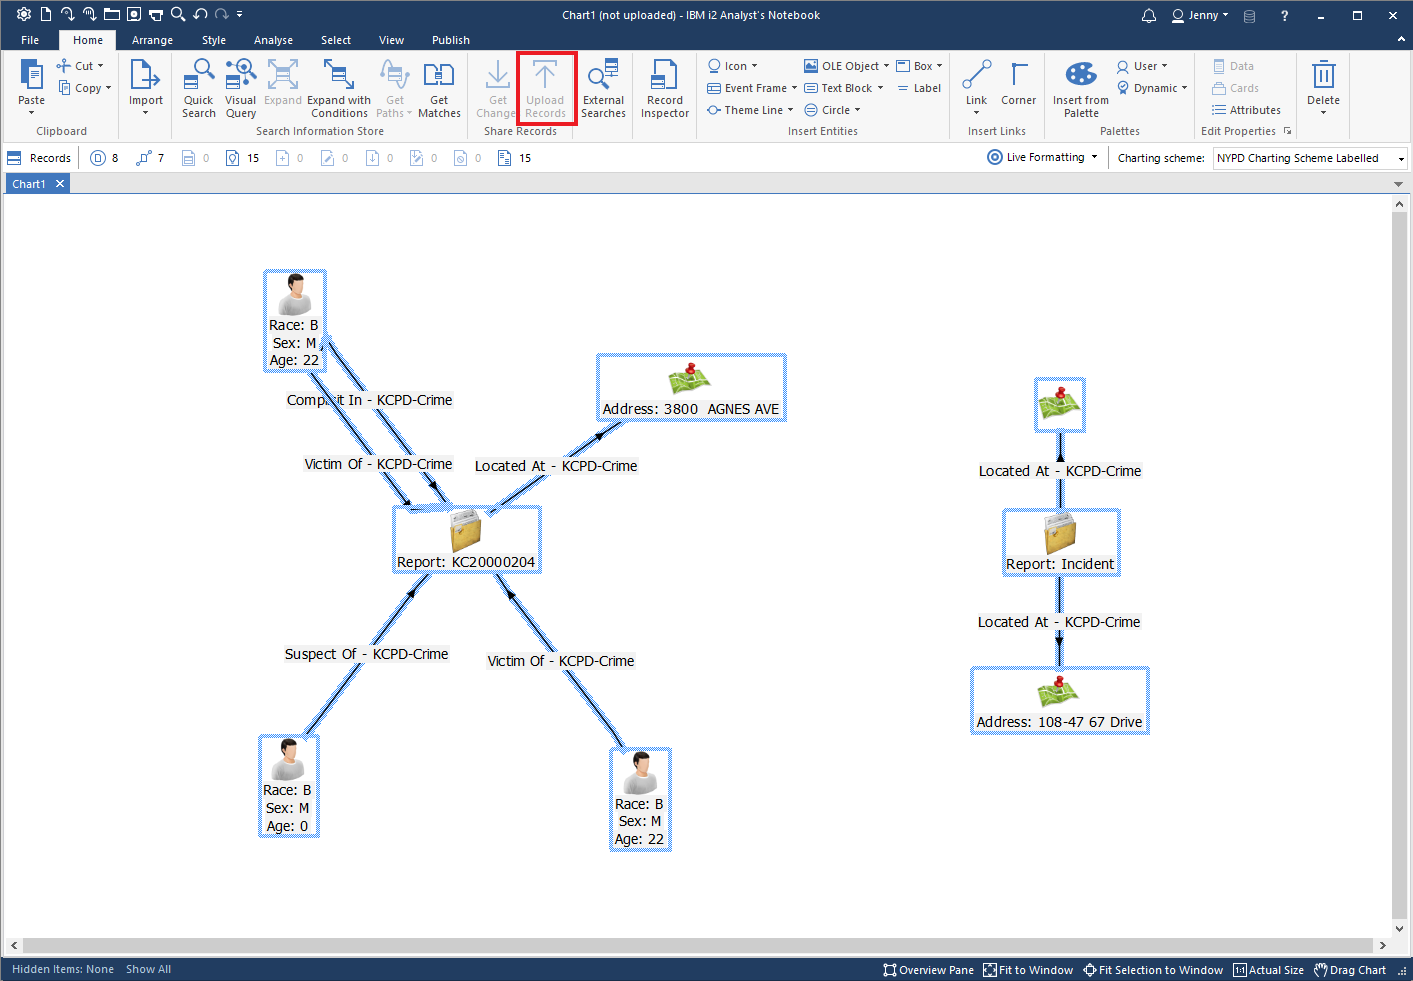 Chart1 (not uploaded) - IBM i2 Analyst's Notebook
Jenny
?
File Home Arrange Style Analyse Select View Publish
Paste
Cut
Copy
Clipboard
Import
Quick Search
Visual Query
Expand
Expand with Conditions
Get Paths
Get Matches
Search Information Store
Get Change
Upload Records
Share Records
External Searches
Record Inspector
Icon
Event Frame
Theme Line
OLE Object
Text Block
Circle
Box
Label
Insert Entities
Link
Corner
Insert Links
Insert from Palette
User
Dynamic
Palettes
Data
Cards
Attributes
Edit Properties
Delete
Records 8 7 0 15 0 0 0 0 0 15
Live Formatting
Charting scheme: NYPD Charting Scheme Labelled
Chart1
Race: B
Sex: M
Age: 22
Complicit In - KCPD-Crime
Address: 3800 AGNES AVE
Victim Of - KCPD-Crime
Located At - KCPD-Crime
Located At - KCPD-Crime
Report: KC20000204
Report: Incident
Located At - KCPD-Crime
Suspect Of - KCPD-Crime
Victim Of - KCPD-Crime
Address: 108-47 67 Drive
Race: B
Sex: M
Age: 0
Race: B
Sex: M
Age: 22
Hidden Items: None Show All
Overview Pane Fit to Window Fit Selection to Window 1:1 Actual Size Drag Chart